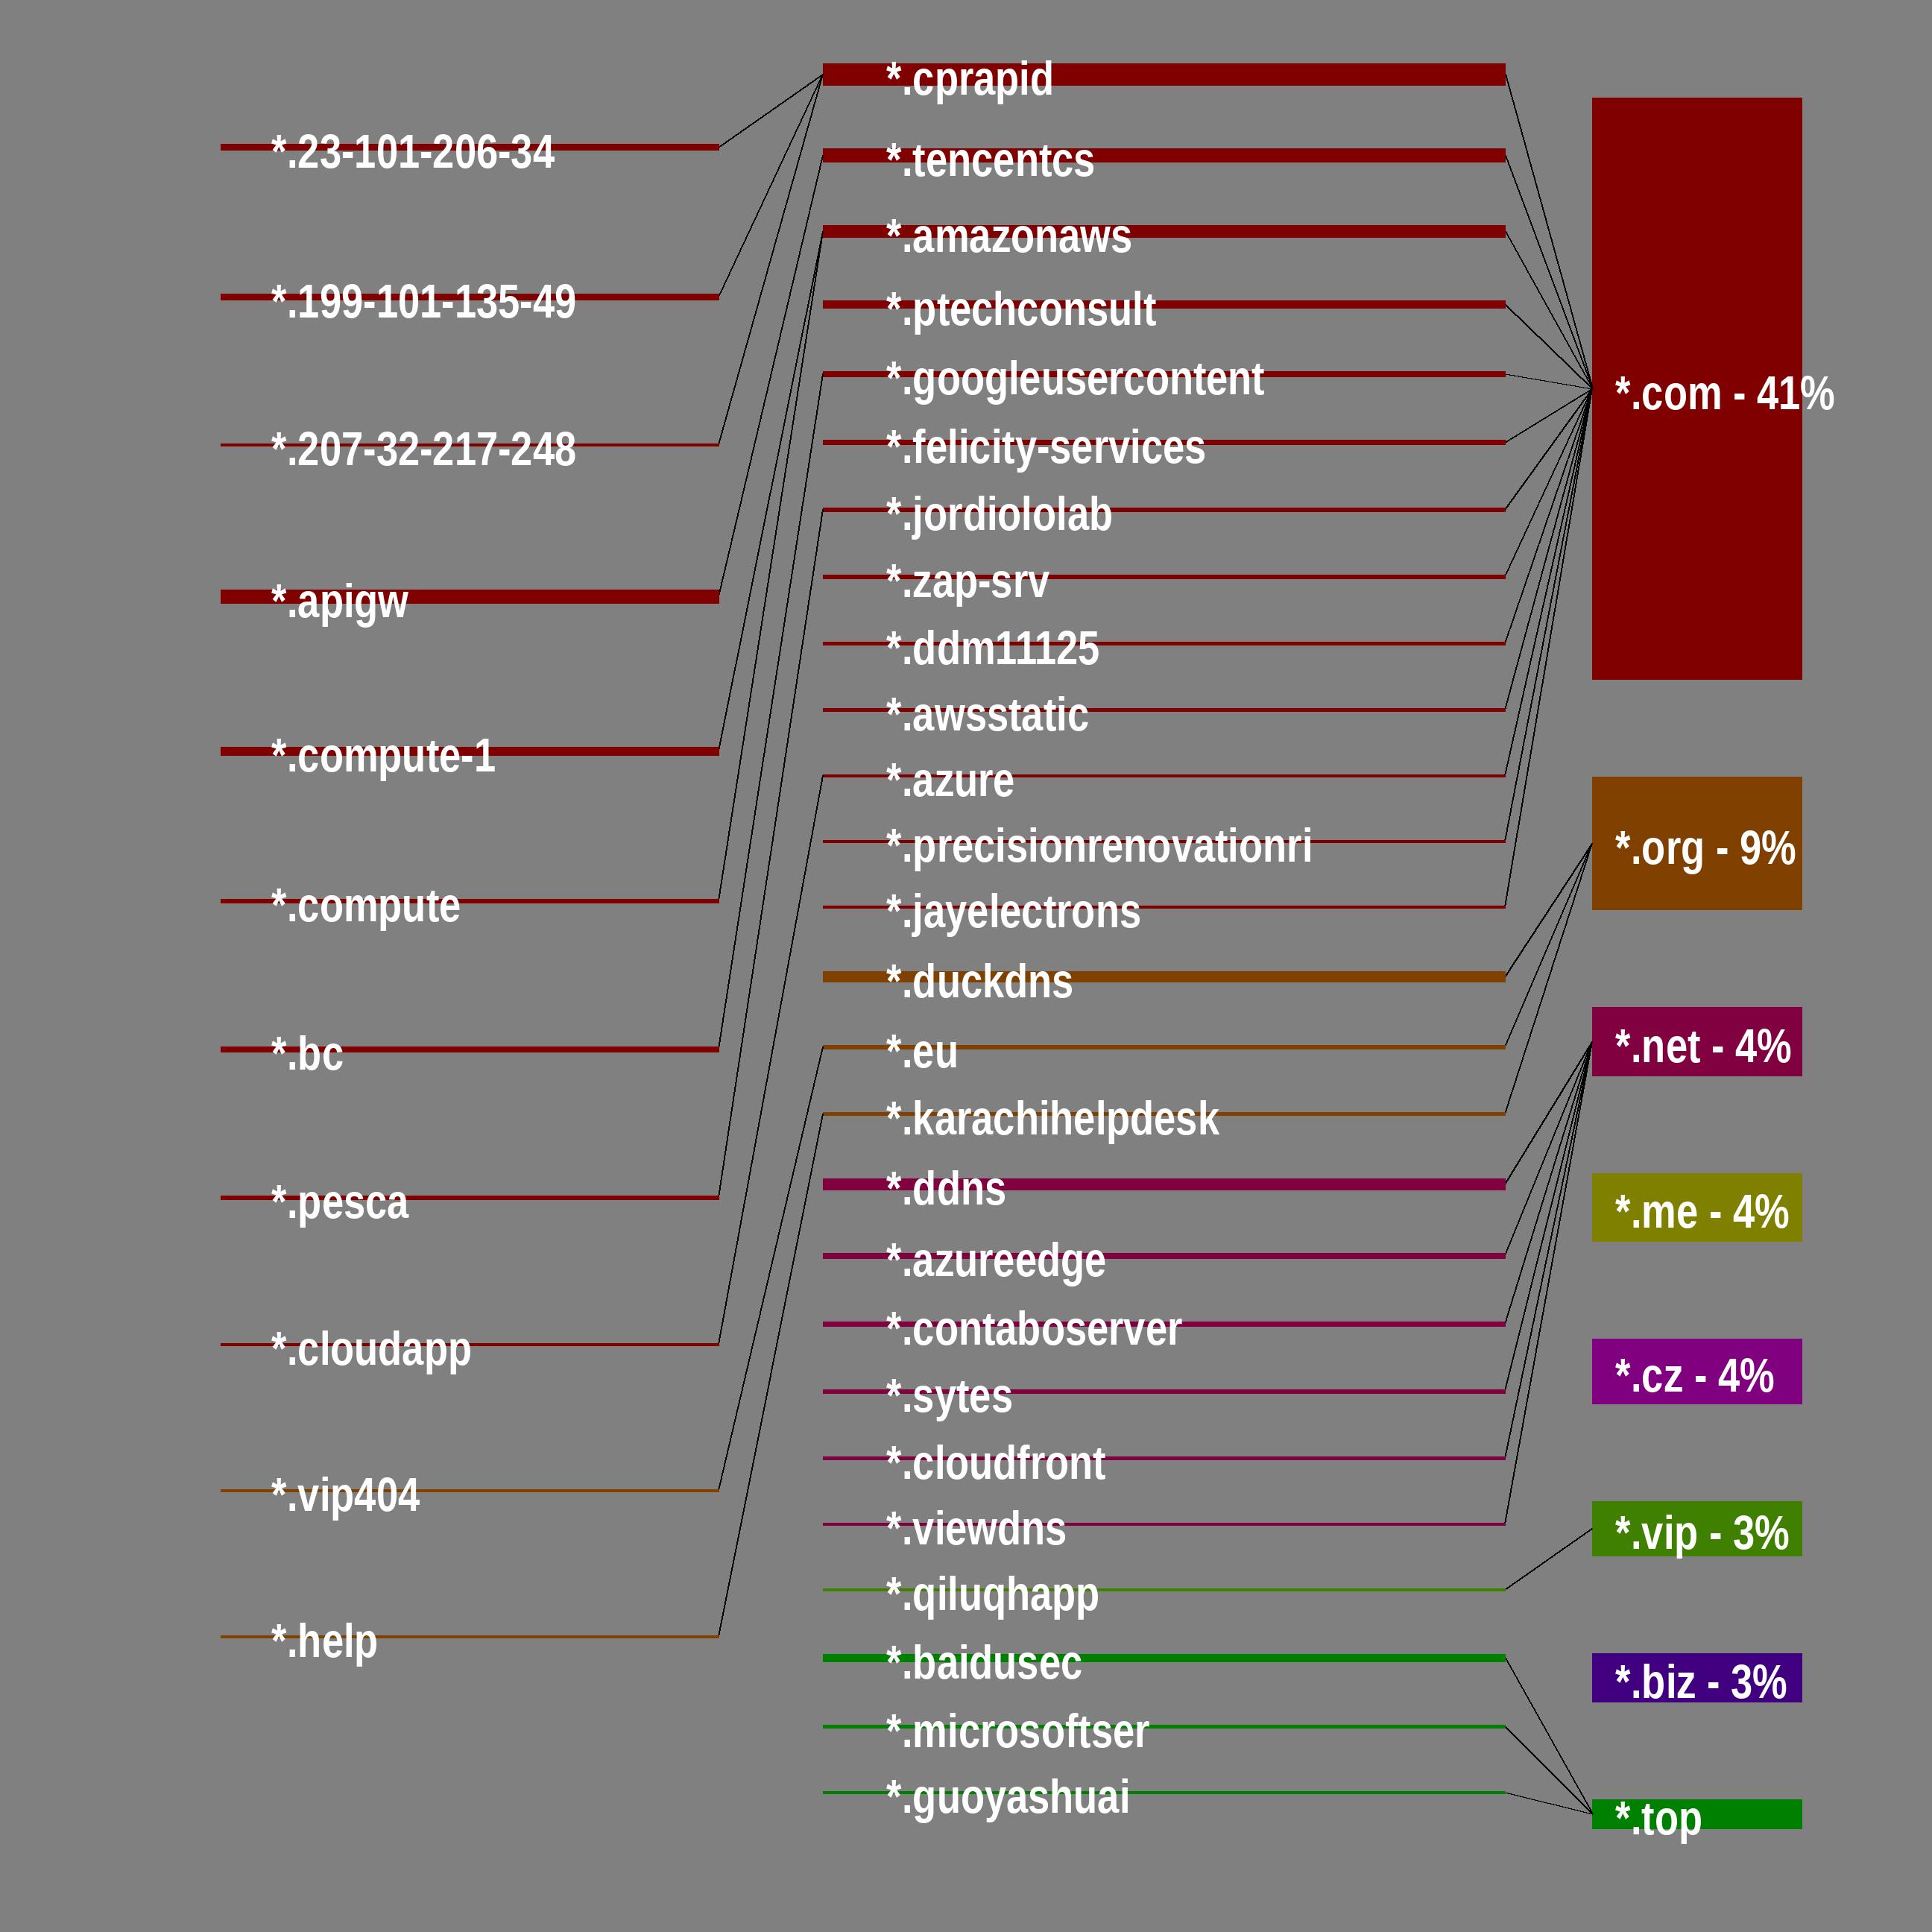 *.23-101-206-34
*.199-101-135-49
*.207-32-217-248
*.apigw
*.compute-1
*.compute
*.bc
*.pesca
*.cloudapp
*.vip404
*.help
*.cprapid
*.tencentcs
*.amazonaws
*.ptechconsult
*.googleusercontent
*.felicity-services
*.jordiololab
*.zap-srv
*.ddm11125
*.awsstatic
*.azure
*.precisionrenovationri
*.jayelectrons
*.duckdns
*.eu
*.karachihelpdesk
*.ddns
*.azureedge
*.contaboserver
*.sytes
*.cloudfront
*.viewdns
*.qiluqhapp
*.baidusec
*.microsoftser
*.guoyashuai
*.com - 41%
*.org - 9%
*.net - 4%
*.me - 4%
*.cz - 4%
*.vip - 3%
*.biz - 3%
*.top